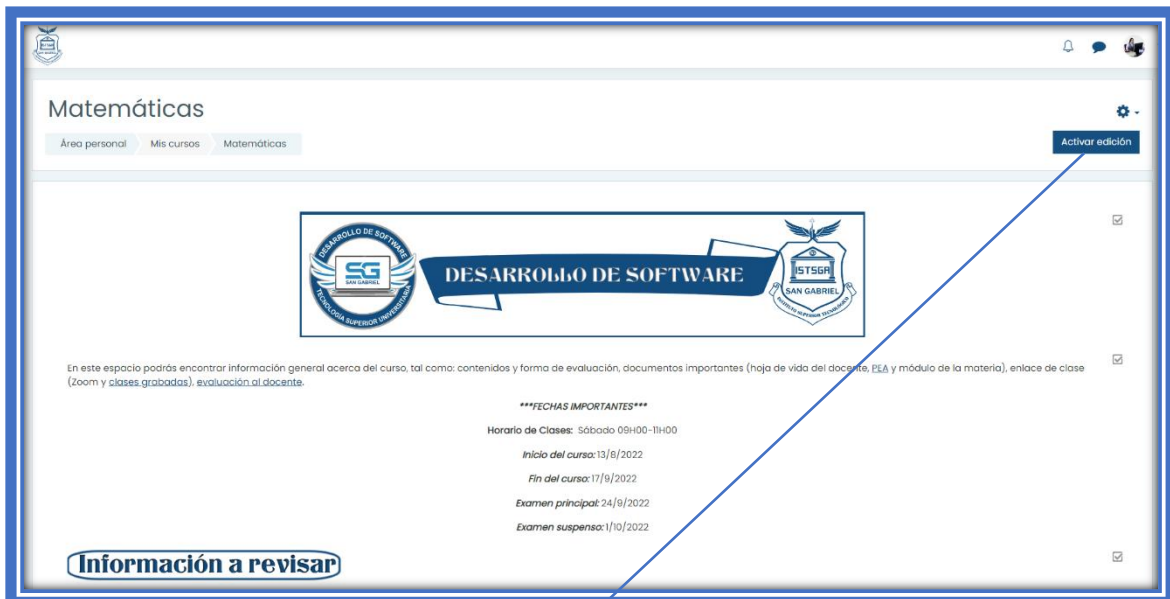 Matemáticas
Activar edición
Área personal Mis cursos Matemáticas
DESARROLLO DE SOFTWARE
SG
SAN GABRIEL
TECNOLOGÍA SUPERIOR UNIVERSITARIA
DESARROLLO DE SOFTWARE
ISTSGA
SAN GABRIEL
INSTITUTO SUPERIOR TECNOLÓGICO
En este espacio podrás encontrar información general acerca del curso, tal como: contenidos y forma de evaluación, documentos importantes (hoja de vida del docente, PEA y módulo de la materia), enlace de clase
(Zoom y clases grabadas), evaluación al docente.
***FECHAS IMPORTANTES***
Horario de Clases: Sábado 09H00-11H00
Inicio del curso: 13/8/2022
Fin del curso: 17/9/2022
Examen principal: 24/9/2022
Examen suspenso: 1/10/2022
Información a revisar